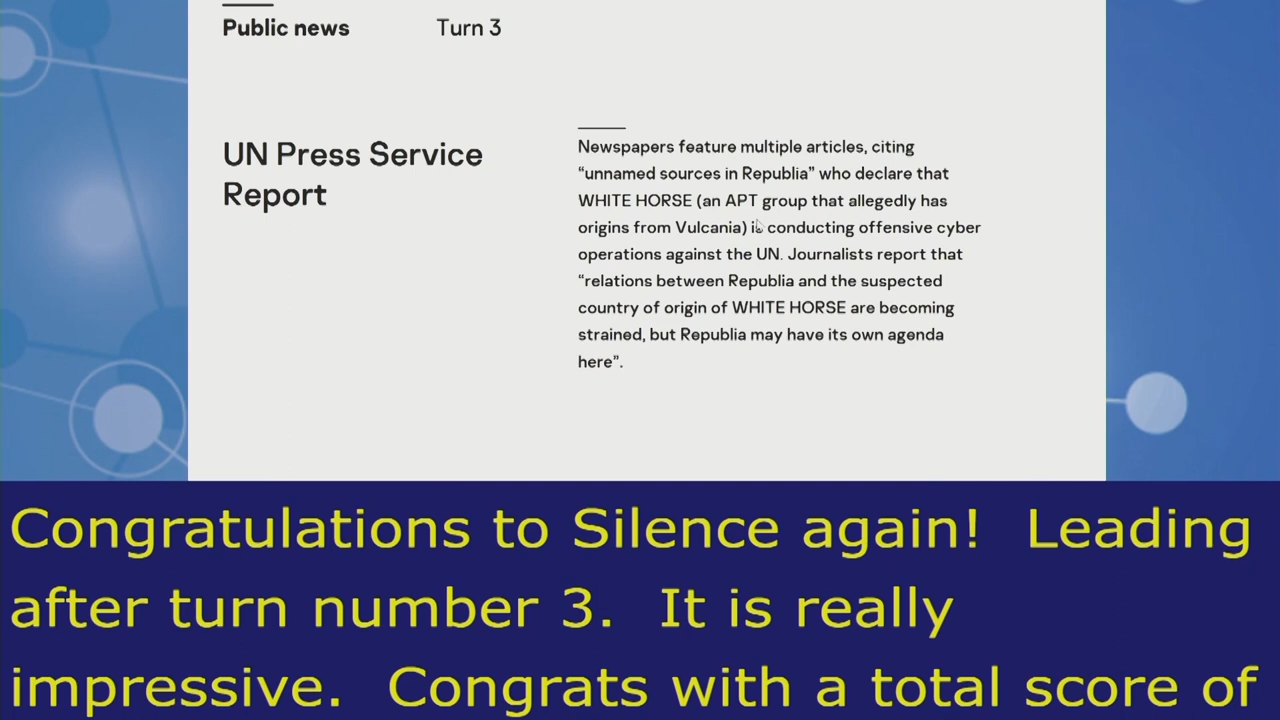 Public news
Turn 3
UN Press Service
Report
Newspapers feature multiple articles, citing
“unnamed sources in Republia” who declare that
WHITE HORSE (an APT group that allegedly has
origins from Vulcania) is conducting offensive cyber
operations against the UN. Journalists report that
“relations between Republia and the suspected
country of origin of WHITE HORSE are becoming
strained, but Republia may have its own agenda
here”.
Congratulations to Silence again!  Leading
after turn number 3.  It is really
impressive.  Congrats with a total score of